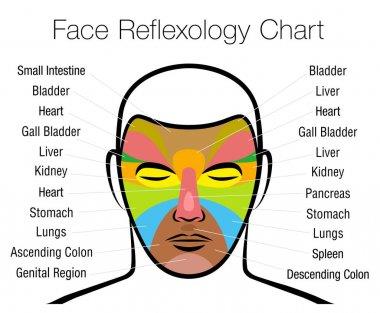 Face Reflexology Chart
Small Intestine
Bladder
Heart
Gall Bladder
Liver
Kidney
Heart
Stomach
Lungs
Ascending Colon
Genital Region
Bladder
Liver
Heart
Gall Bladder
Liver
Kidney
Pancreas
Stomach
Lungs
Spleen
Descending Colon